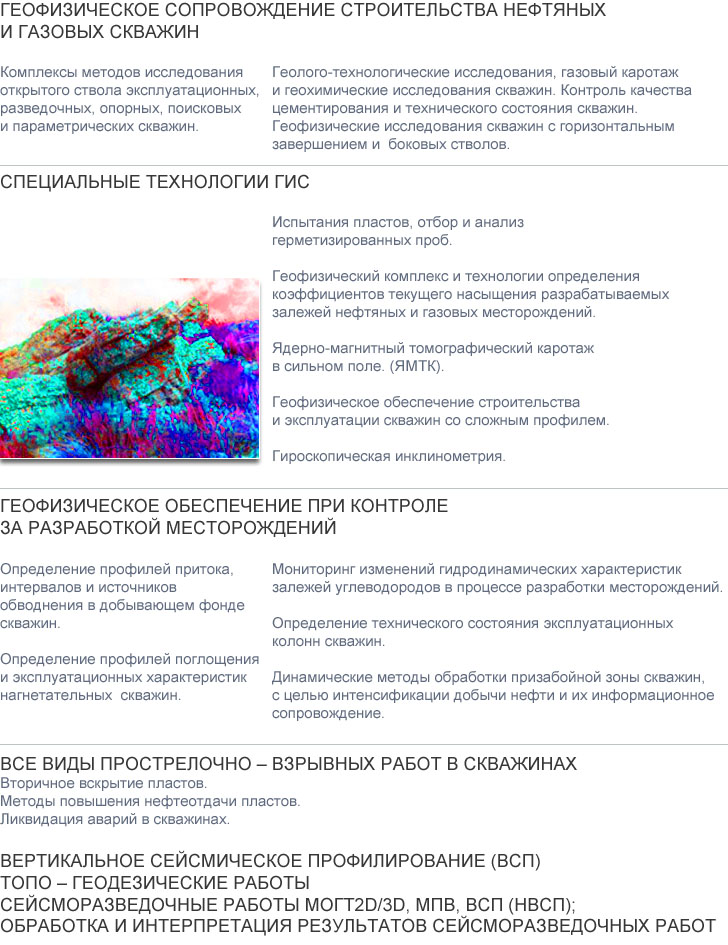 ГЕОФИЗИЧЕСКОЕ СОПРОВОЖДЕНИЕ СТРОИТЕЛЬСТВА НЕФТЯНЫХ
И ГАЗОВЫХ СКВАЖИН
Комплексы методов исследования
открытого ствола эксплуатационных,
разведочных, опорных, поисковых
и параметрических скважин.
Геолого-технологические исследования, газовый каротаж
и геохимические исследования скважин. Контроль качества
цементирования и технического состояния скважин.
Геофизические исследования скважин с горизонтальным
завершением и боковых стволов.
СПЕЦИАЛЬНЫЕ ТЕХНОЛОГИИ ГИС
Испытания пластов, отбор и анализ
герметизированных проб.
Геофизический комплекс и технологии определения
коэффициентов текущего насыщения разрабатываемых
залежей нефтяных и газовых месторождений.
Ядерно-магнитный томографический каротаж
в сильном поле. (ЯМТК).
Геофизическое обеспечение строительства
и эксплуатации скважин со сложным профилем.
Гироскопическая инклинометрия.
ГЕОФИЗИЧЕСКОЕ ОБЕСПЕЧЕНИЕ ПРИ КОНТРОЛЕ
ЗА РАЗРАБОТКОЙ МЕСТОРОЖДЕНИЙ
Определение профилей притока,
интервалов и источников
обводнения в добывающем фонде
скважин.
Определение профилей поглощения
и эксплуатационных характеристик
нагнетательных скважин.
Мониторинг изменений гидродинамических характеристик
залежей углеводородов в процессе разработки месторождений.
Определение технического состояния эксплуатационных
колонн скважин.
Динамические методы обработки призабойной зоны скважин,
с целью интенсификации добычи нефти и их информационное
сопровождение.
ВСЕ ВИДЫ ПРОСТРЕЛОЧНО – ВЗРЫВНЫХ РАБОТ В СКВАЖИНАХ
Вторичное вскрытие пластов.
Методы повышения нефтеотдачи пластов.
Ликвидация аварий в скважинах.
ВЕРТИКАЛЬНОЕ СЕЙСМИЧЕСКОЕ ПРОФИЛИРОВАНИЕ (ВСП)
ТОПО – ГЕОДЕЗИЧЕСКИЕ РАБОТЫ
СЕЙСМОРАЗВЕДОЧНЫЕ РАБОТЫ МОГТ2D/3D, МПВ, ВСП (НВСП);
ОБРАБОТКА И ИНТЕРПРЕТАЦИЯ РЕЗУЛЬТАТОВ СЕЙСМОРАЗВЕДОЧНЫХ РАБОТ